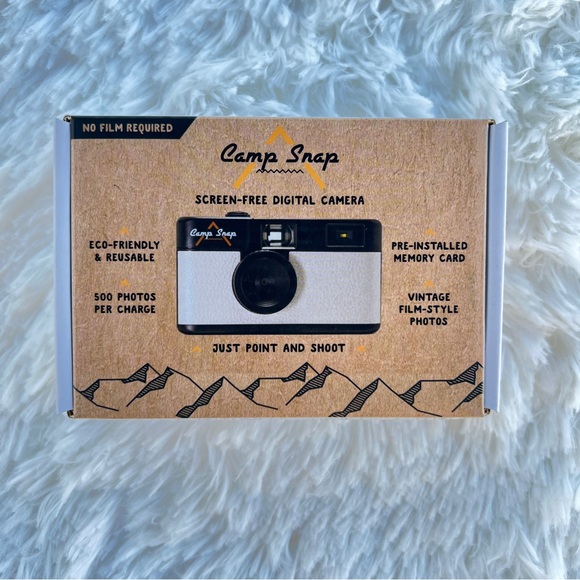 NO FILM REQUIRED
Camp Snap
SCREEN-FREE DIGITAL CAMERA
Camp Snap
ECO-FRIENDLY
& REUSABLE
PRE-INSTALLED
MEMORY CARD
500 PHOTOS
PER CHARGE
VINTAGE
FILM-STYLE
PHOTOS
JUST POINT AND SHOOT